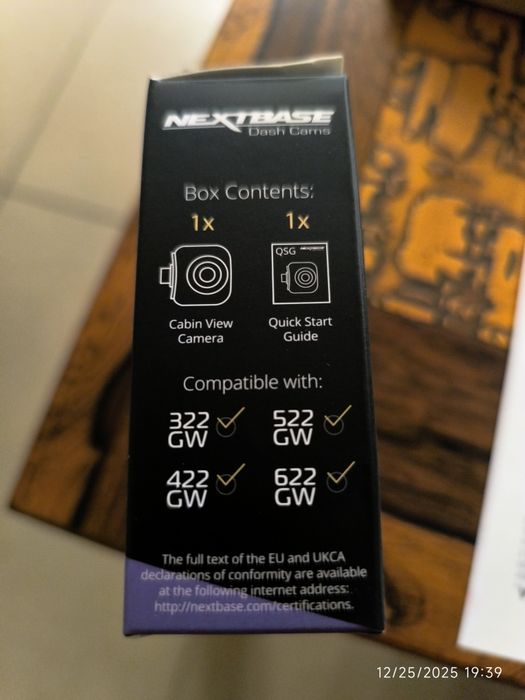 NEXTBASE
Dash Cams
Box Contents:
1x 1x
QSG NEXTBASE
Cabin View Quick Start
Camera Guide
Compatible with:
322 522
GW GW
422 622
GW GW
The full text of the EU and UKCA
declarations of conformity are available
at the following internet address:
http://nextbase.com/certifications.
12/25/2025 19:39